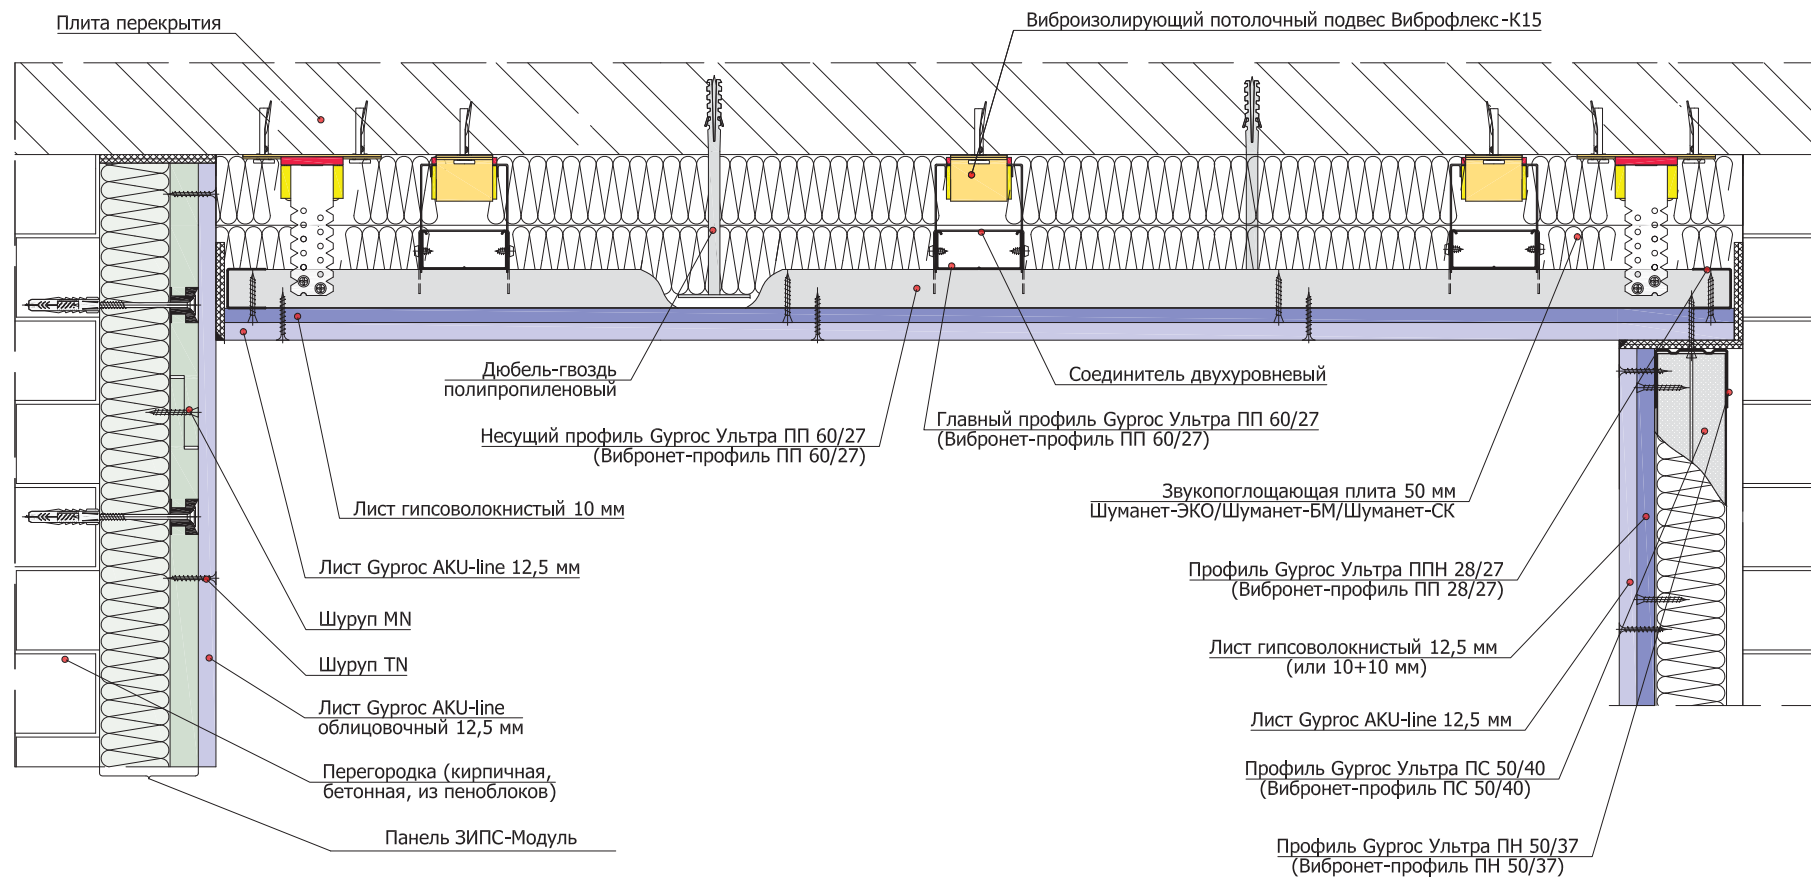 Плита перекрытия
Виброизолирующий потолочный подвес Виброфлекс-К15
Дюбель-гвоздь
полипропиленовый
Соединитель двухуровневый
Главный профиль Gyproc Ультра ПП 60/27
(Вибронет-профиль ПП 60/27)
Несущий профиль Gyproc Ультра ПП 60/27
(Вибронет-профиль ПП 60/27)
Звукопоглощающая плита 50 мм
Шуманет-ЭКО/Шуманет-БМ/Шуманет-СК
Лист гипсоволокнистый 10 мм
Лист Gyproc AKU-line 12,5 мм
Профиль Gyproc Ультра ППН 28/27
(Вибронет-профиль ПП 28/27)
Шуруп MN
Лист гипсоволокнистый 12,5 мм
(или 10+10 мм)
Шуруп TN
Лист Gyproc AKU-line
облицовочный 12,5 мм
Лист Gyproc AKU-line 12,5 мм
Перегородка (кирпичная,
бетонная, из пеноблоков)
Профиль Gyproc Ультра ПС 50/40
(Вибронет-профиль ПС 50/40)
Панель ЗИПС-Модуль
Профиль Gyproc Ультра ПН 50/37
(Вибронет-профиль ПН 50/37)